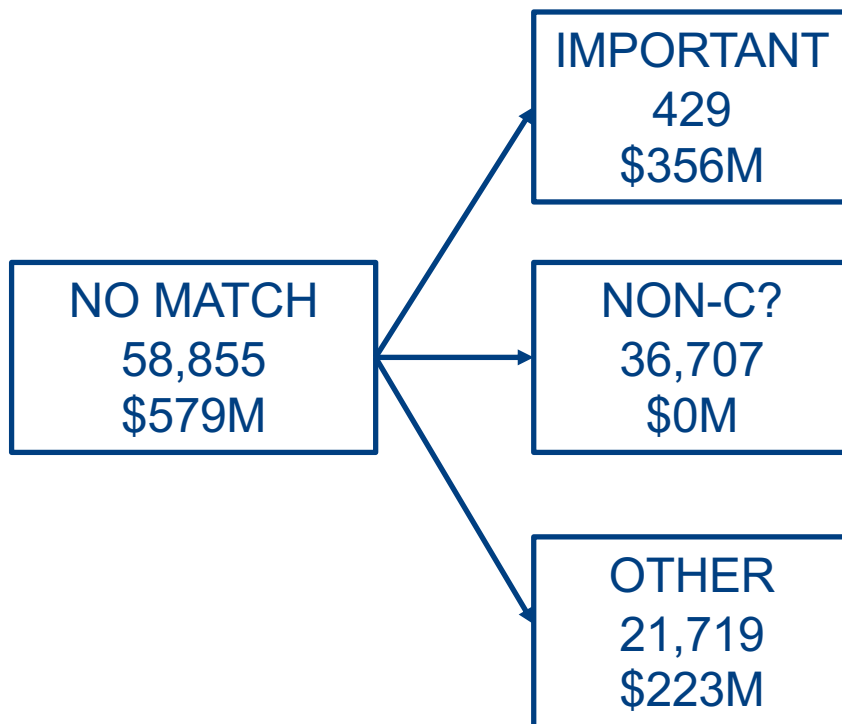 IMPORTANT
429
$356M
NO MATCH
58,855
$579M
NON-C?
36,707
$0M
OTHER
21,719
$223M